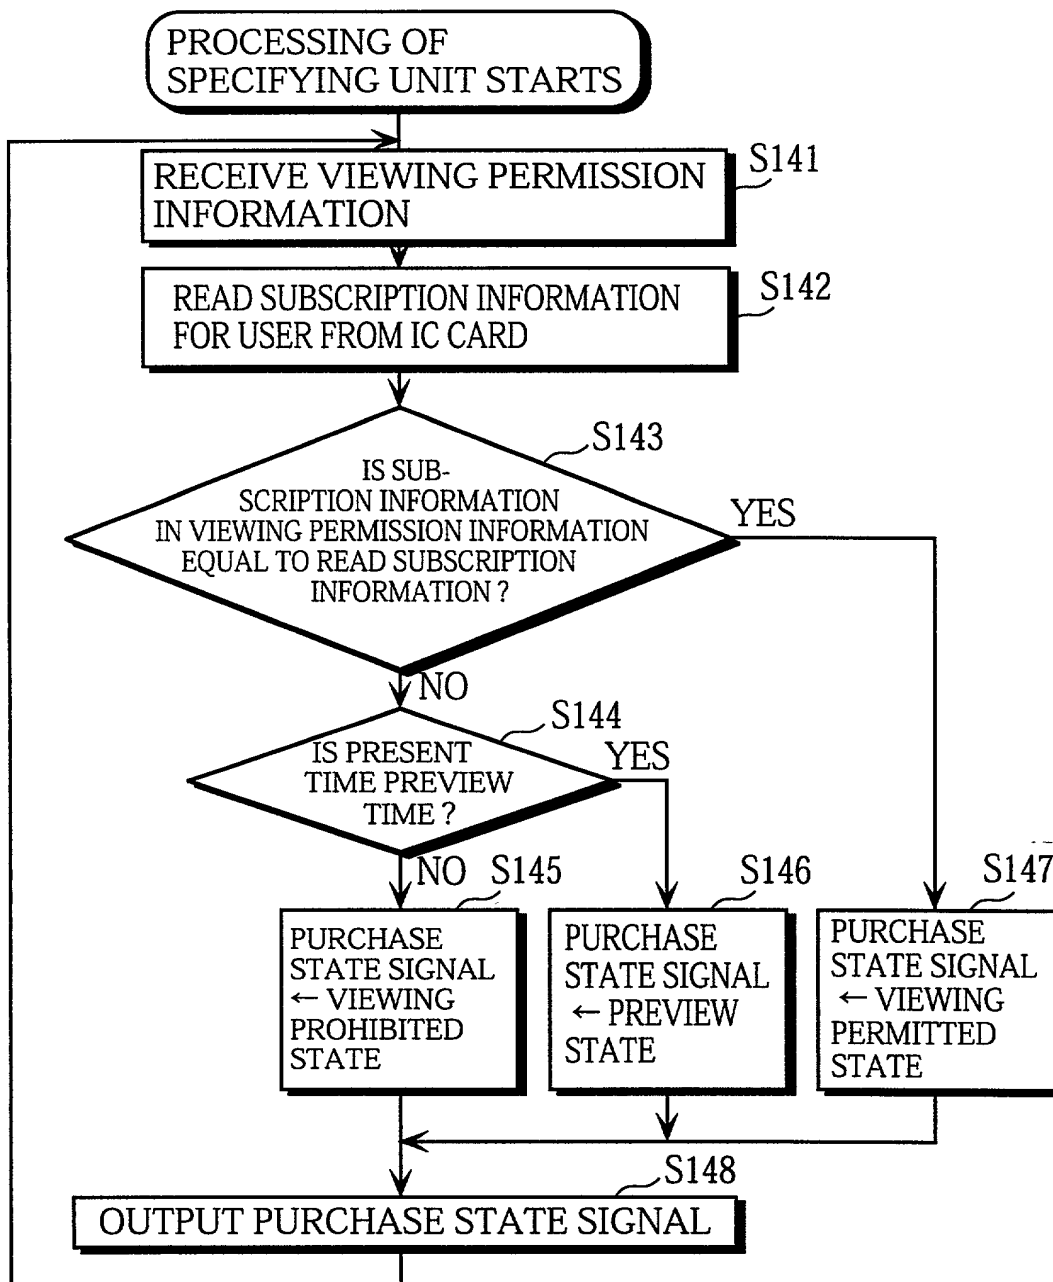 PROCESSING OF
SPECIFYING UNIT STARTS
S141
RECEIVE VIEWING PERMISSION
INFORMATION
S142
READ SUBSCRIPTION INFORMATION
FOR USER FROM IC CARD
S143
IS SUB-
SCRIPTION INFORMATION
IN VIEWING PERMISSION INFORMATION
EQUAL TO READ SUBSCRIPTION
INFORMATION ?
YES
NO
S144
IS PRESENT
TIME PREVIEW
TIME ?
YES
NO
S145
PURCHASE
STATE SIGNAL
← VIEWING
PROHIBITED
STATE
S146
PURCHASE
STATE SIGNAL
← PREVIEW
STATE
S147
PURCHASE
STATE SIGNAL
← VIEWING
PERMITTED
STATE
S148
OUTPUT PURCHASE STATE SIGNAL